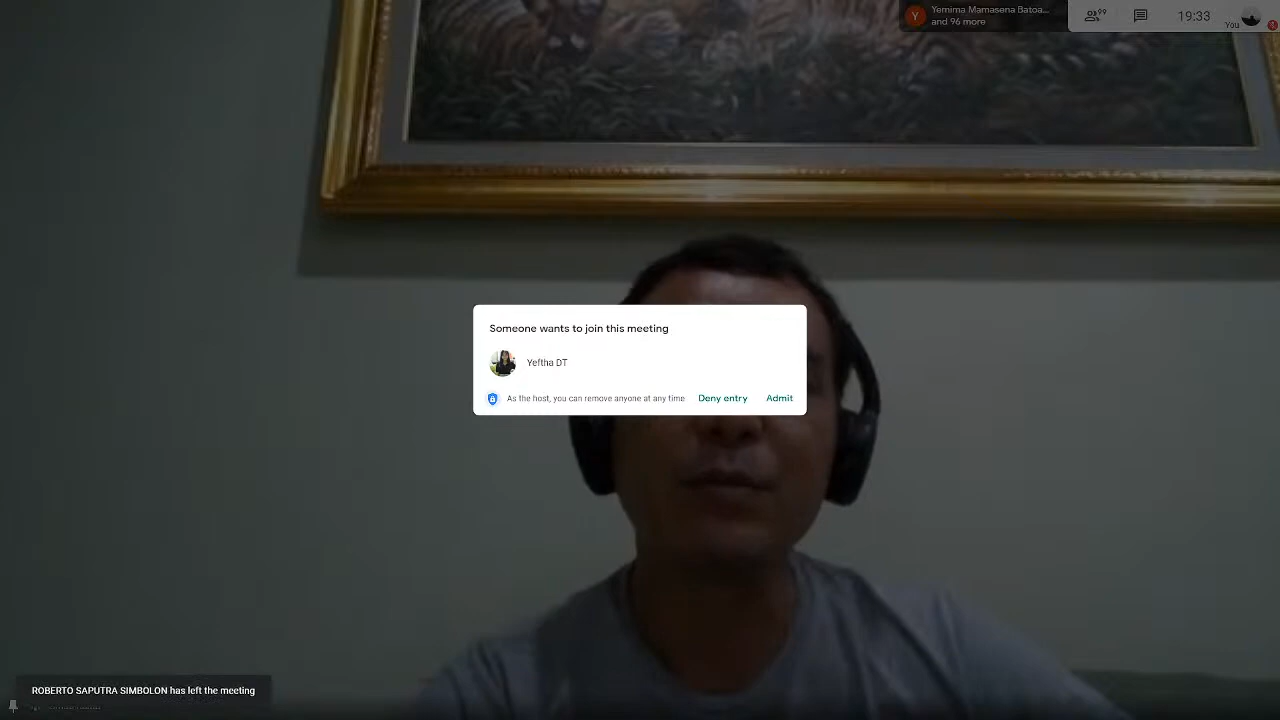 Y
Yemima Mamasena Batoa...
and 96 more
99
19:33
You
Someone wants to join this meeting
Yeftha DT
As the host, you can remove anyone at any time
Deny entry
Admit
ROBERTO SAPUTRA SIMBOLON has left the meeting